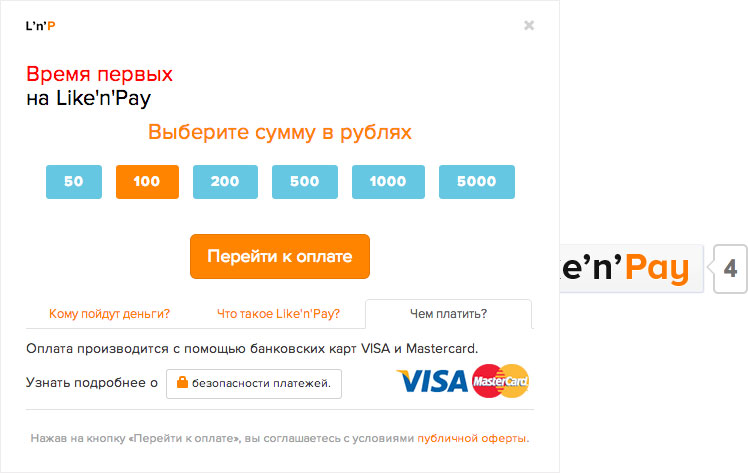 L'n'P
×
Время первых
на Like'n'Pay
Выберите сумму в рублях
50 100 200 500 1000 5000
Перейти к оплате
e'n'Pay 4
Кому пойдут деньги? Что такое Like'n'Pay? Чем платить?
Оплата производится с помощью банковских карт VISA и Mastercard.
Узнать подробнее о безопасности платежей.
VISA MasterCard
Нажав на кнопку «Перейти к оплате», вы соглашаетесь с условиями публичной оферты.